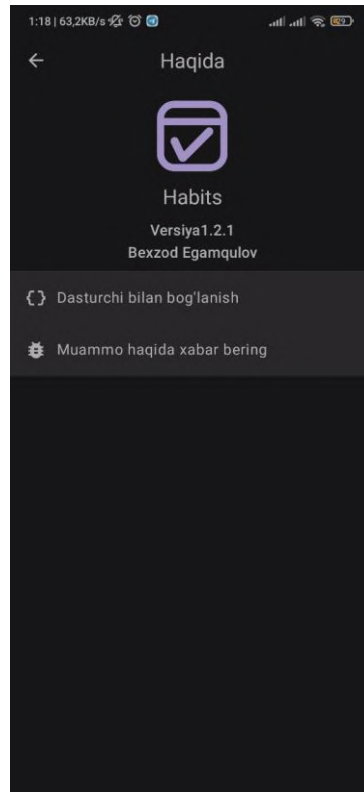 1:18 | 63,2KB/s
Haqida
Habits
Versiya1.2.1
Bexzod Egamqulov
{} Dasturchi bilan bog'lanish
Muammo haqida xabar bering